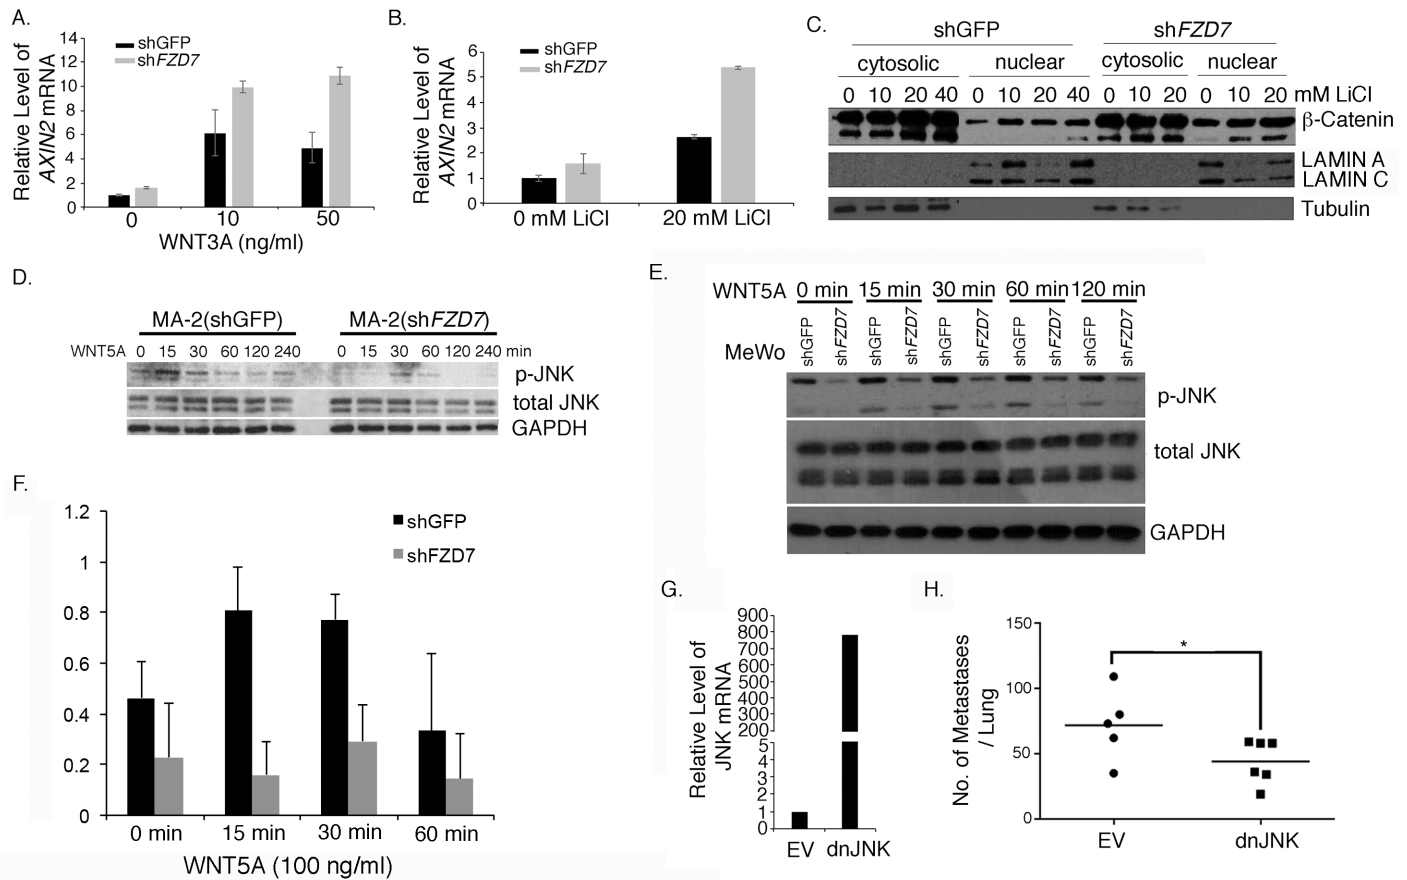 A.
Relative Level of
AXIN2 mRNA
14
12
10
8
6
4
2
0
shGFP
shFZD7
0 10 50
WNT3A (ng/ml)
B.
Relative Level of
AXIN2 mRNA
6
5
4
3
2
1
0
shGFP
shFZD7
0 mM LiCl 20 mM LiCl
C.
shGFP shFZD7
cytosolic nuclear cytosolic nuclear
0 10 20 40 0 10 20 40 0 10 20 0 10 20 mM LiCl
β-Catenin
LAMIN A
LAMIN C
Tubulin
D.
MA-2(shGFP) MA-2(shFZD7)
WNT5A 0 15 30 60 120 240 0 15 30 60 120 240 min
p-JNK
total JNK
GAPDH
E.
WNT5A 0 min 15 min 30 min 60 min 120 min
MeWo shGFP shFZD7 shGFP shFZD7 shGFP shFZD7 shGFP shFZD7 shGFP shFZD7
p-JNK
total JNK
GAPDH
F.
1.2
1
0.8
0.6
0.4
0.2
0
shGFP
shFZD7
0 min 15 min 30 min 60 min
WNT5A (100 ng/ml)
G.
Relative Level of
JNK mRNA
900
800
700
600
500
400
300
200
5
4
3
2
1
0
EV dnJNK
H.
No. of Metastases
/ Lung
150
100
50
0
*
EV dnJNK